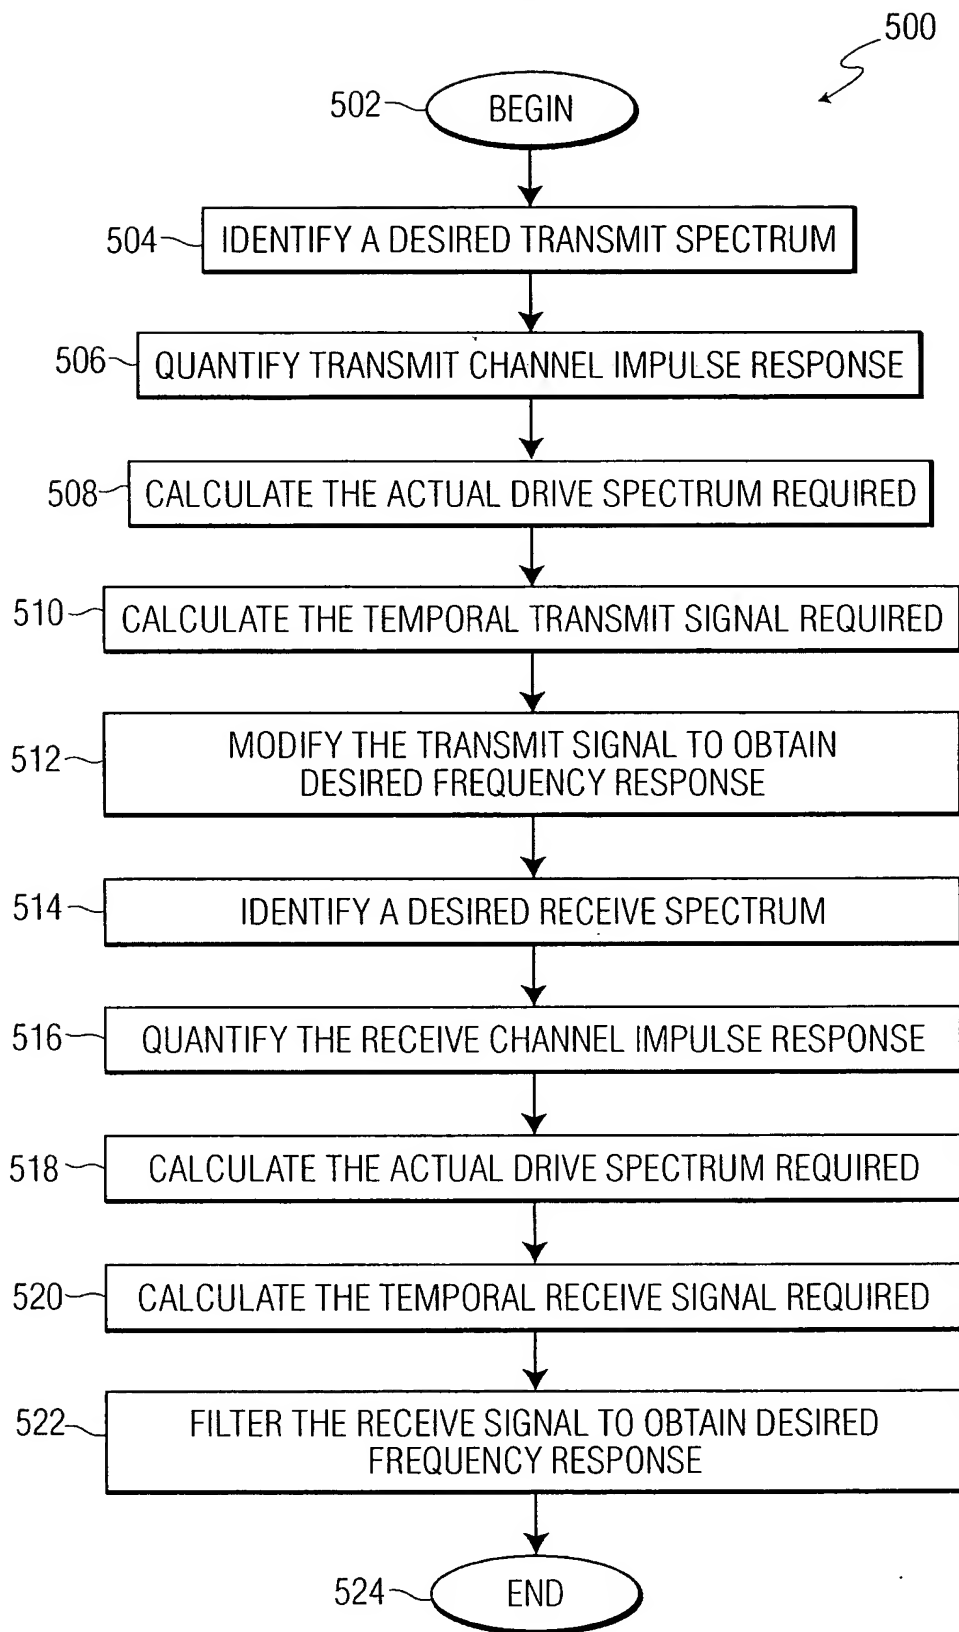 500
502 BEGIN
504 IDENTIFY A DESIRED TRANSMIT SPECTRUM
506 QUANTIFY TRANSMIT CHANNEL IMPULSE RESPONSE
508 CALCULATE THE ACTUAL DRIVE SPECTRUM REQUIRED
510 CALCULATE THE TEMPORAL TRANSMIT SIGNAL REQUIRED
512 MODIFY THE TRANSMIT SIGNAL TO OBTAIN
DESIRED FREQUENCY RESPONSE
514 IDENTIFY A DESIRED RECEIVE SPECTRUM
516 QUANTIFY THE RECEIVE CHANNEL IMPULSE RESPONSE
518 CALCULATE THE ACTUAL DRIVE SPECTRUM REQUIRED
520 CALCULATE THE TEMPORAL RECEIVE SIGNAL REQUIRED
522 FILTER THE RECEIVE SIGNAL TO OBTAIN DESIRED
FREQUENCY RESPONSE
524 END